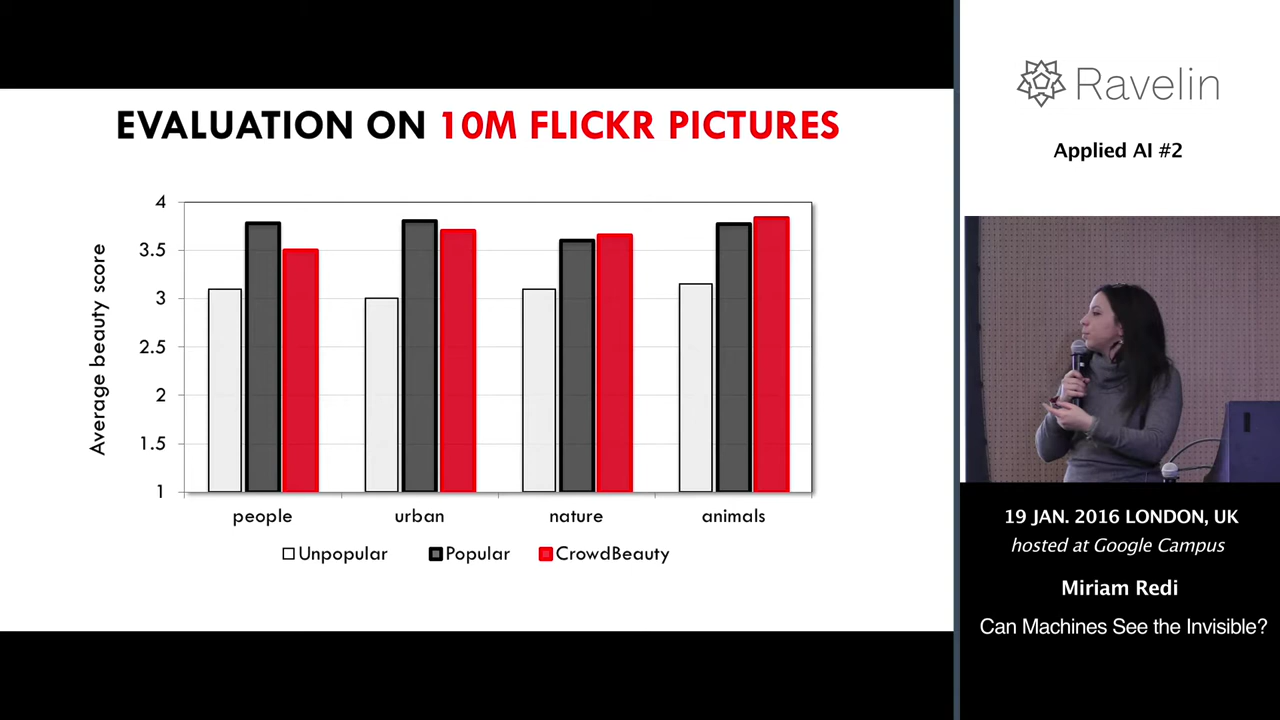 EVALUATION ON 10M FLICKR PICTURES
Average beauty score
4
3.5
3
2.5
2
1.5
1
people urban nature animals
Unpopular Popular CrowdBeauty
Ravelin
Applied AI #2
19 JAN. 2016 LONDON, UK
hosted at Google Campus
Miriam Redi
Can Machines See the Invisible?